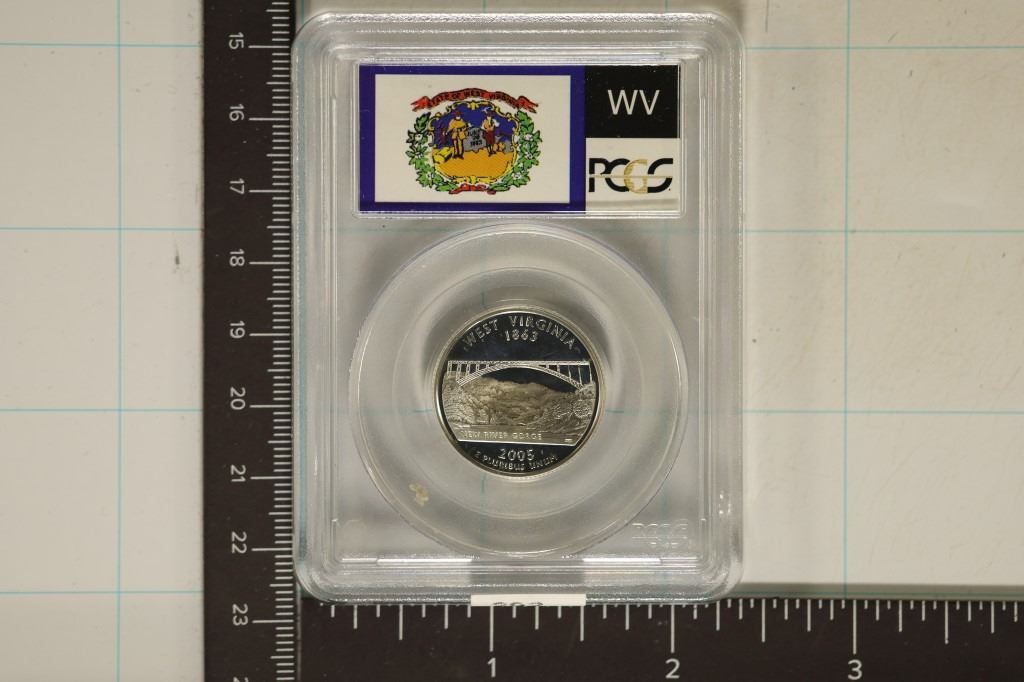 STATE OF WEST VIRGINIA
WV
PCGS
WEST VIRGINIA
1863
NEW RIVER GORGE
2005
E PLURIBUS UNUM
PCGS
15
16
17
18
19
20
21
22
23
1
2
3